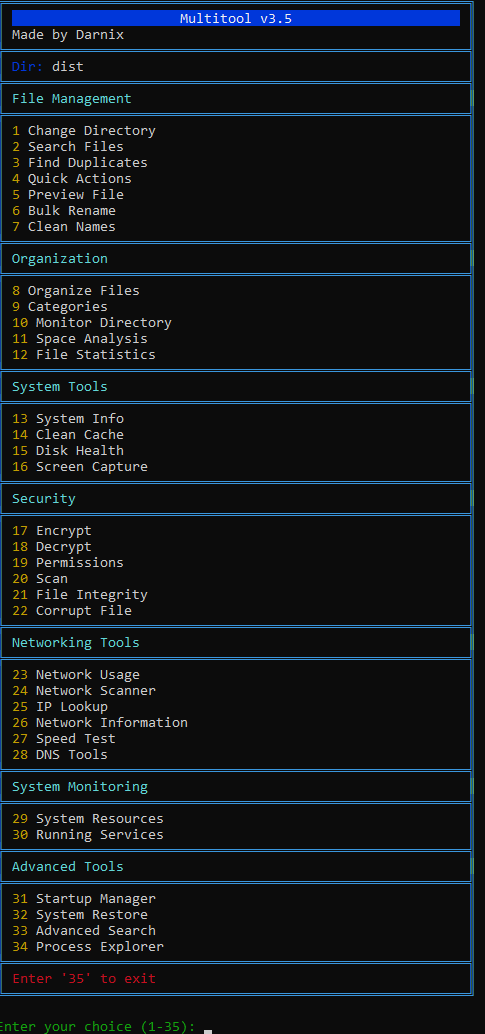 Multitool v3.5
Made by Darnix
Dir: dist
File Management
1 Change Directory
2 Search Files
3 Find Duplicates
4 Quick Actions
5 Preview File
6 Bulk Rename
7 Clean Names
Organization
8 Organize Files
9 Categories
10 Monitor Directory
11 Space Analysis
12 File Statistics
System Tools
13 System Info
14 Clean Cache
15 Disk Health
16 Screen Capture
Security
17 Encrypt
18 Decrypt
19 Permissions
20 Scan
21 File Integrity
22 Corrupt File
Networking Tools
23 Network Usage
24 Network Scanner
25 IP Lookup
26 Network Information
27 Speed Test
28 DNS Tools
System Monitoring
29 System Resources
30 Running Services
Advanced Tools
31 Startup Manager
32 System Restore
33 Advanced Search
34 Process Explorer
Enter '35' to exit
Enter your choice (1-35):